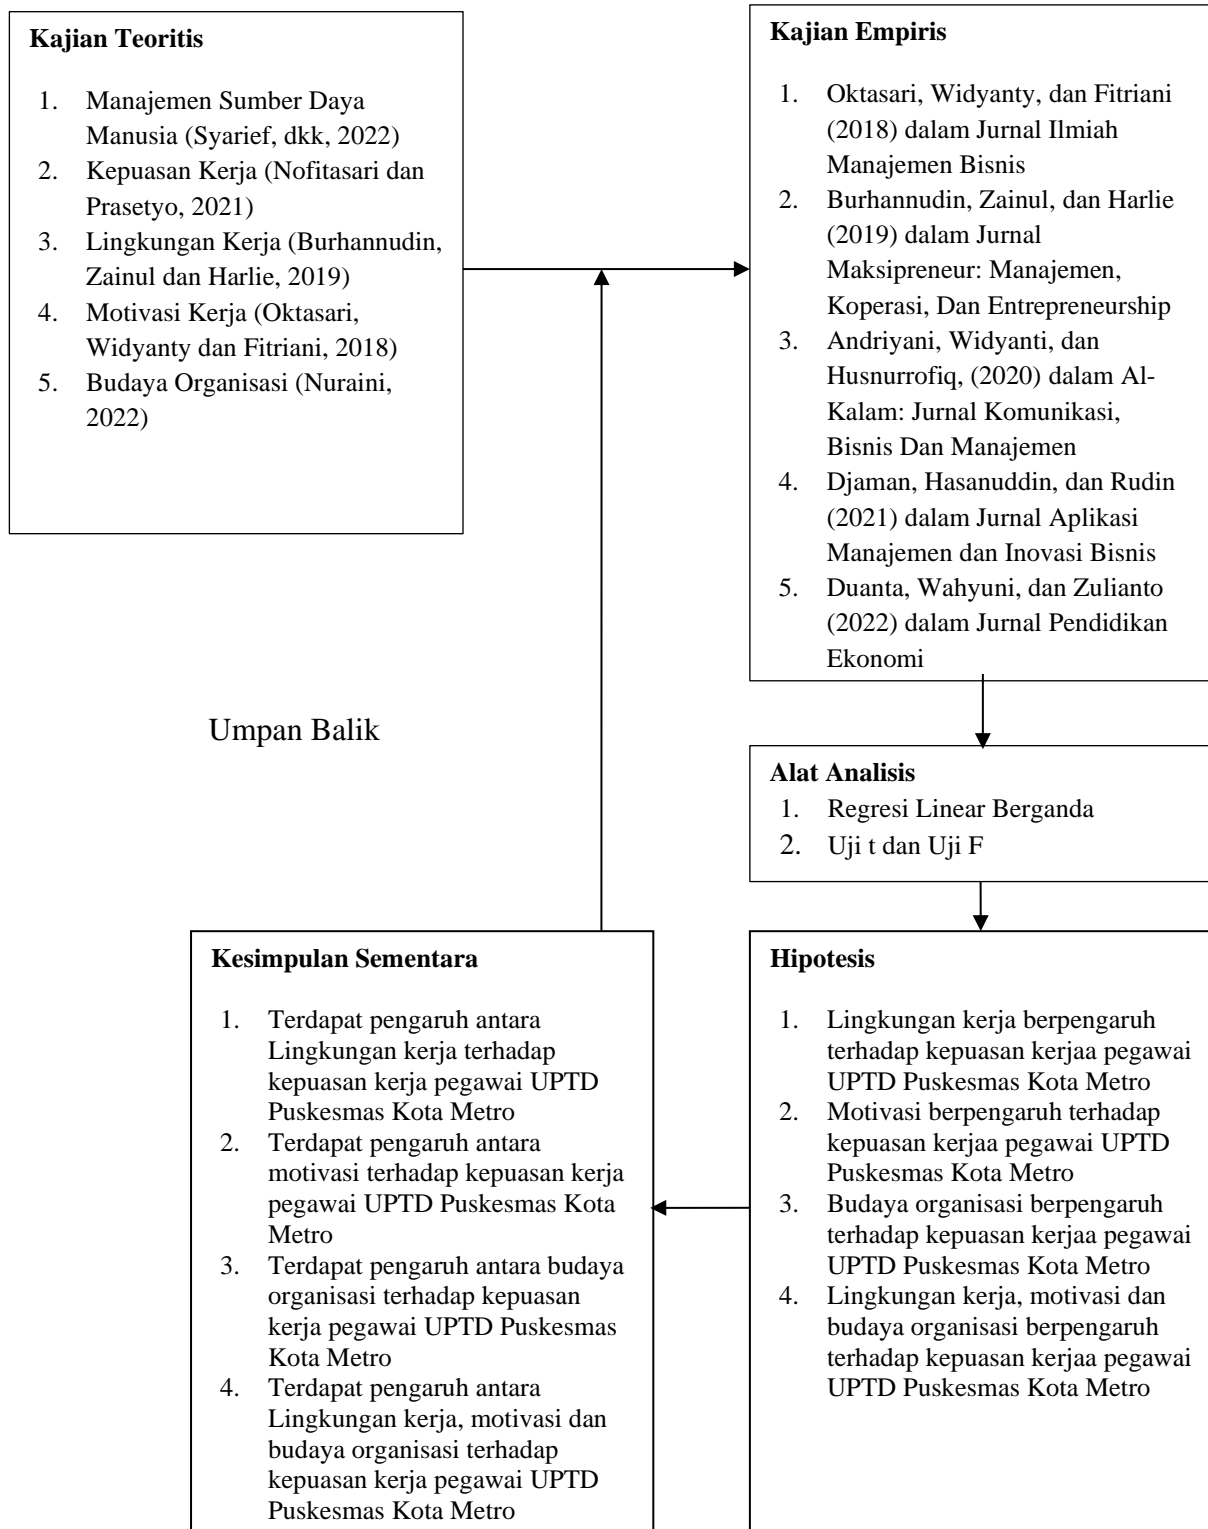 Kajian Teoritis
1. Manajemen Sumber Daya
Manusia (Syarief, dkk, 2022)
2. Kepuasan Kerja (Nofitasari dan
Prasetyo, 2021)
3. Lingkungan Kerja (Burhannudin,
Zainul dan Harlie, 2019)
4. Motivasi Kerja (Oktasari,
Widyanty dan Fitriani, 2018)
5. Budaya Organisasi (Nuraini,
2022)
Kajian Empiris
1. Oktasari, Widyanty, dan Fitriani
(2018) dalam Jurnal Ilmiah
Manajemen Bisnis
2. Burhannudin, Zainul, dan Harlie
(2019) dalam Jurnal
Maksipreneur: Manajemen,
Koperasi, Dan Entrepreneurship
3. Andriyani, Widyanti, dan
Husnurrofiq, (2020) dalam Al-
Kalam: Jurnal Komunikasi,
Bisnis Dan Manajemen
4. Djaman, Hasanuddin, dan Rudin
(2021) dalam Jurnal Aplikasi
Manajemen dan Inovasi Bisnis
5. Duanta, Wahyuni, dan Zulianto
(2022) dalam Jurnal Pendidikan
Ekonomi
Umpan Balik
Alat Analisis
1. Regresi Linear Berganda
2. Uji t dan Uji F
Kesimpulan Sementara
1. Terdapat pengaruh antara
Lingkungan kerja terhadap
kepuasan kerja pegawai UPTD
Puskesmas Kota Metro
2. Terdapat pengaruh antara
motivasi terhadap kepuasan kerja
pegawai UPTD Puskesmas Kota
Metro
3. Terdapat pengaruh antara budaya
organisasi terhadap kepuasan
kerja pegawai UPTD Puskesmas
Kota Metro
4. Terdapat pengaruh antara
Lingkungan kerja, motivasi dan
budaya organisasi terhadap
kepuasan kerja pegawai UPTD
Puskesmas Kota Metro
Hipotesis
1. Lingkungan kerja berpengaruh
terhadap kepuasan kerjaa pegawai
UPTD Puskesmas Kota Metro
2. Motivasi berpengaruh terhadap
kepuasan kerjaa pegawai UPTD
Puskesmas Kota Metro
3. Budaya organisasi berpengaruh
terhadap kepuasan kerjaa pegawai
UPTD Puskesmas Kota Metro
4. Lingkungan kerja, motivasi dan
budaya organisasi berpengaruh
terhadap kepuasan kerjaa pegawai
UPTD Puskesmas Kota Metro